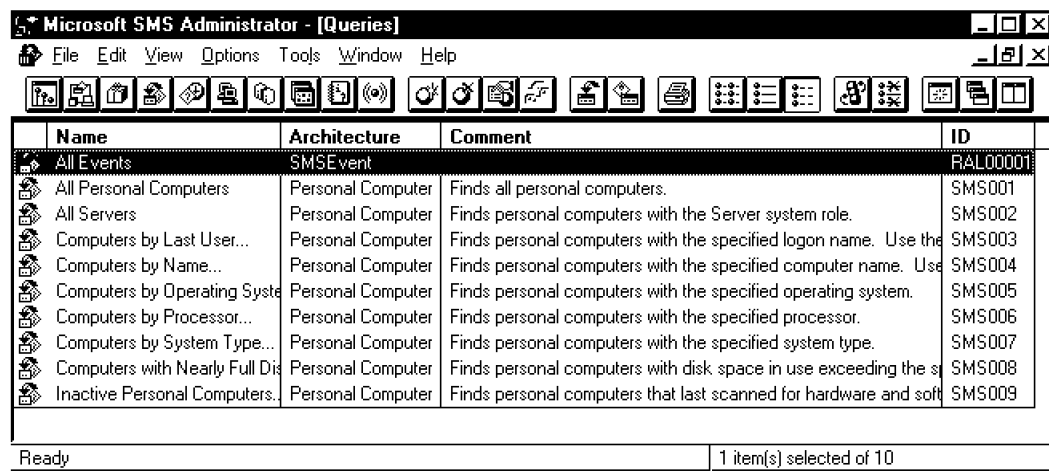 Microsoft SMS Administrator - [Queries]
File Edit View Options Tools Window Help
Name Architecture Comment ID
All Events SMSEvent RAL00001
All Personal Computers Personal Computer Finds all personal computers. SMS001
All Servers Personal Computer Finds personal computers with the Server system role. SMS002
Computers by Last User... Personal Computer Finds personal computers with the specified logon name. Use the SMS003
Computers by Name... Personal Computer Finds personal computers with the specified computer name. Use SMS004
Computers by Operating Syste Personal Computer Finds personal computers with the specified operating system. SMS005
Computers by Processor... Personal Computer Finds personal computers with the specified processor. SMS006
Computers by System Type... Personal Computer Finds personal computers with the specified system type. SMS007
Computers with Nearly Full Dis Personal Computer Finds personal computers with disk space in use exceeding the sp SMS008
Inactive Personal Computers.. Personal Computer Finds personal computers that last scanned for hardware and soft SMS009
Ready 1 item(s) selected of 10